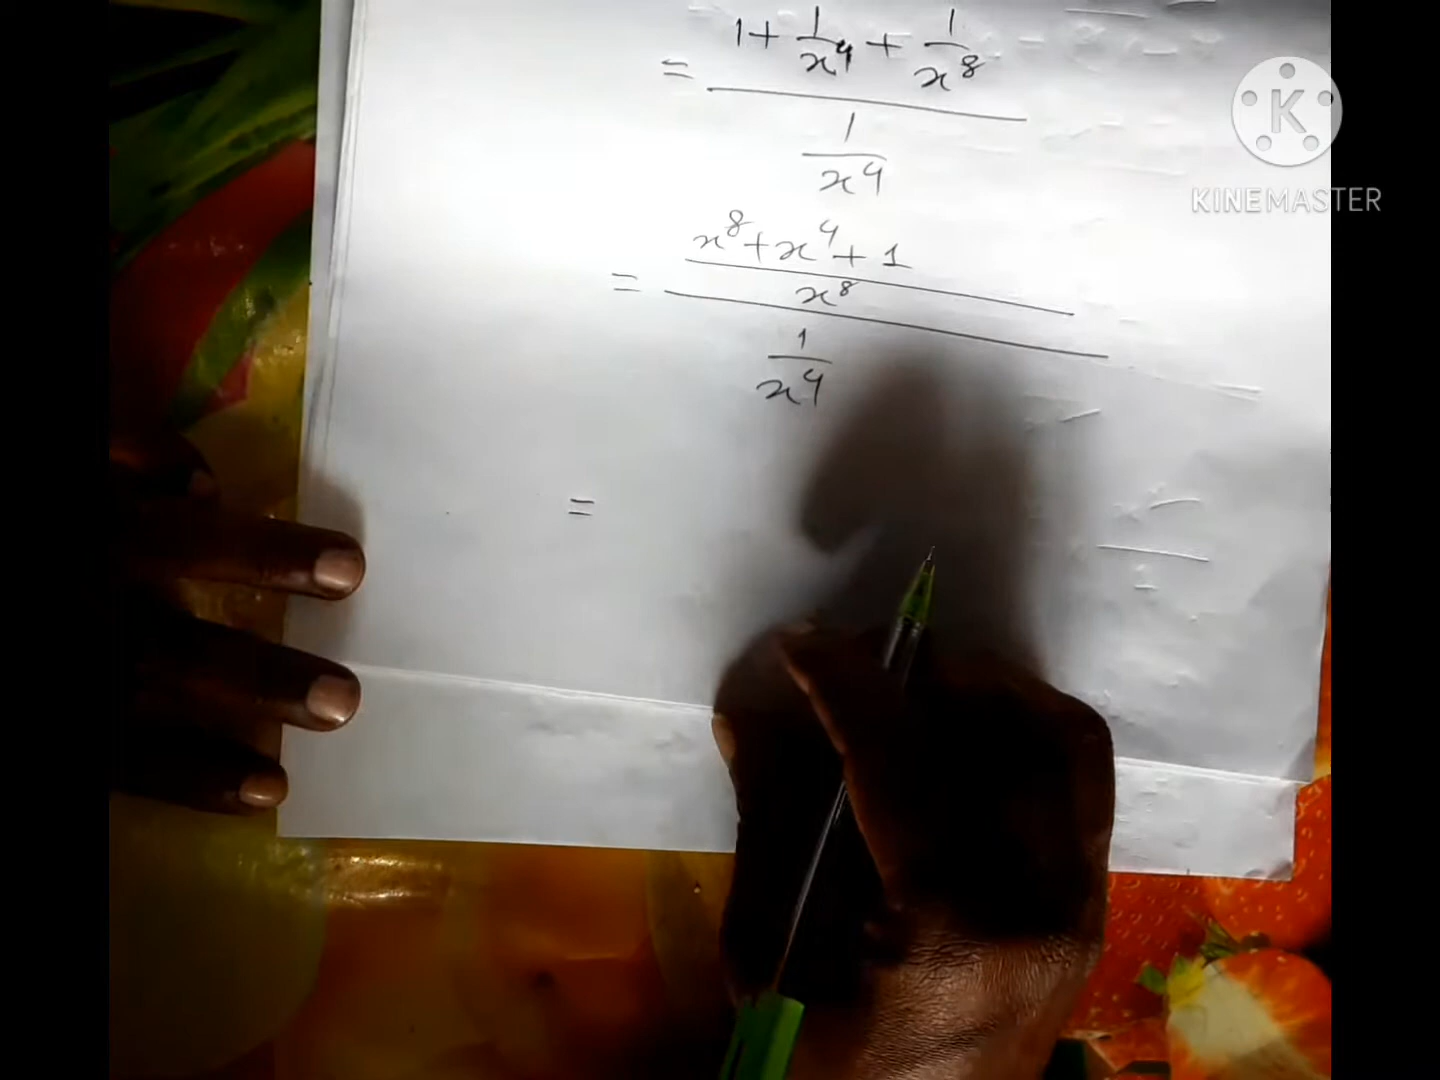 = (1 + 1/x⁴ + 1/x⁸) / (1/x⁴)
K
KINEMASTER
= ((x⁸ + x⁴ + 1) / x⁸) / (1/x⁴)
=